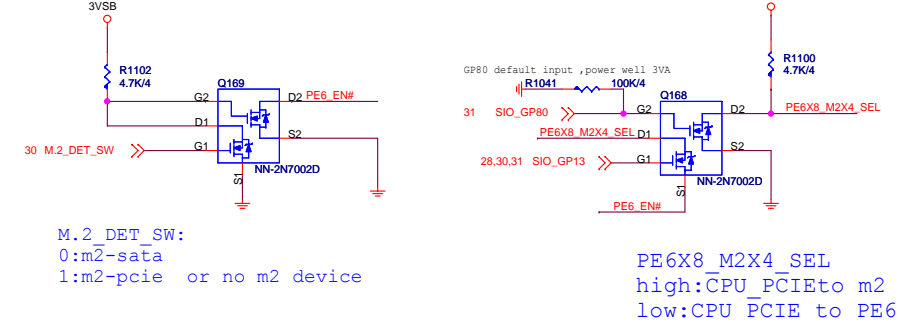 3VSB
R1102
4.7K/4
Q169
G2
D2 PE6_EN#
D1
S2
30 M.2_DET_SW
G1
NN-2N7002D
S1
M.2_DET_SW:
0:m2-sata
1:m2-pcie or no m2 device
R1100
4.7K/4
GP80 default input ,power well 3VA
R1041 100K/4
Q168
31 SIO_GP80
G2
D2
PE6X8_M2X4_SEL
PE6X8_M2X4_SEL D1
S2
28,30,31 SIO_GP13
G1
NN-2N7002D
S1
PE6_EN#
PE6X8_M2X4_SEL
high:CPU_PCIEto m2
low:CPU PCIE to PE6